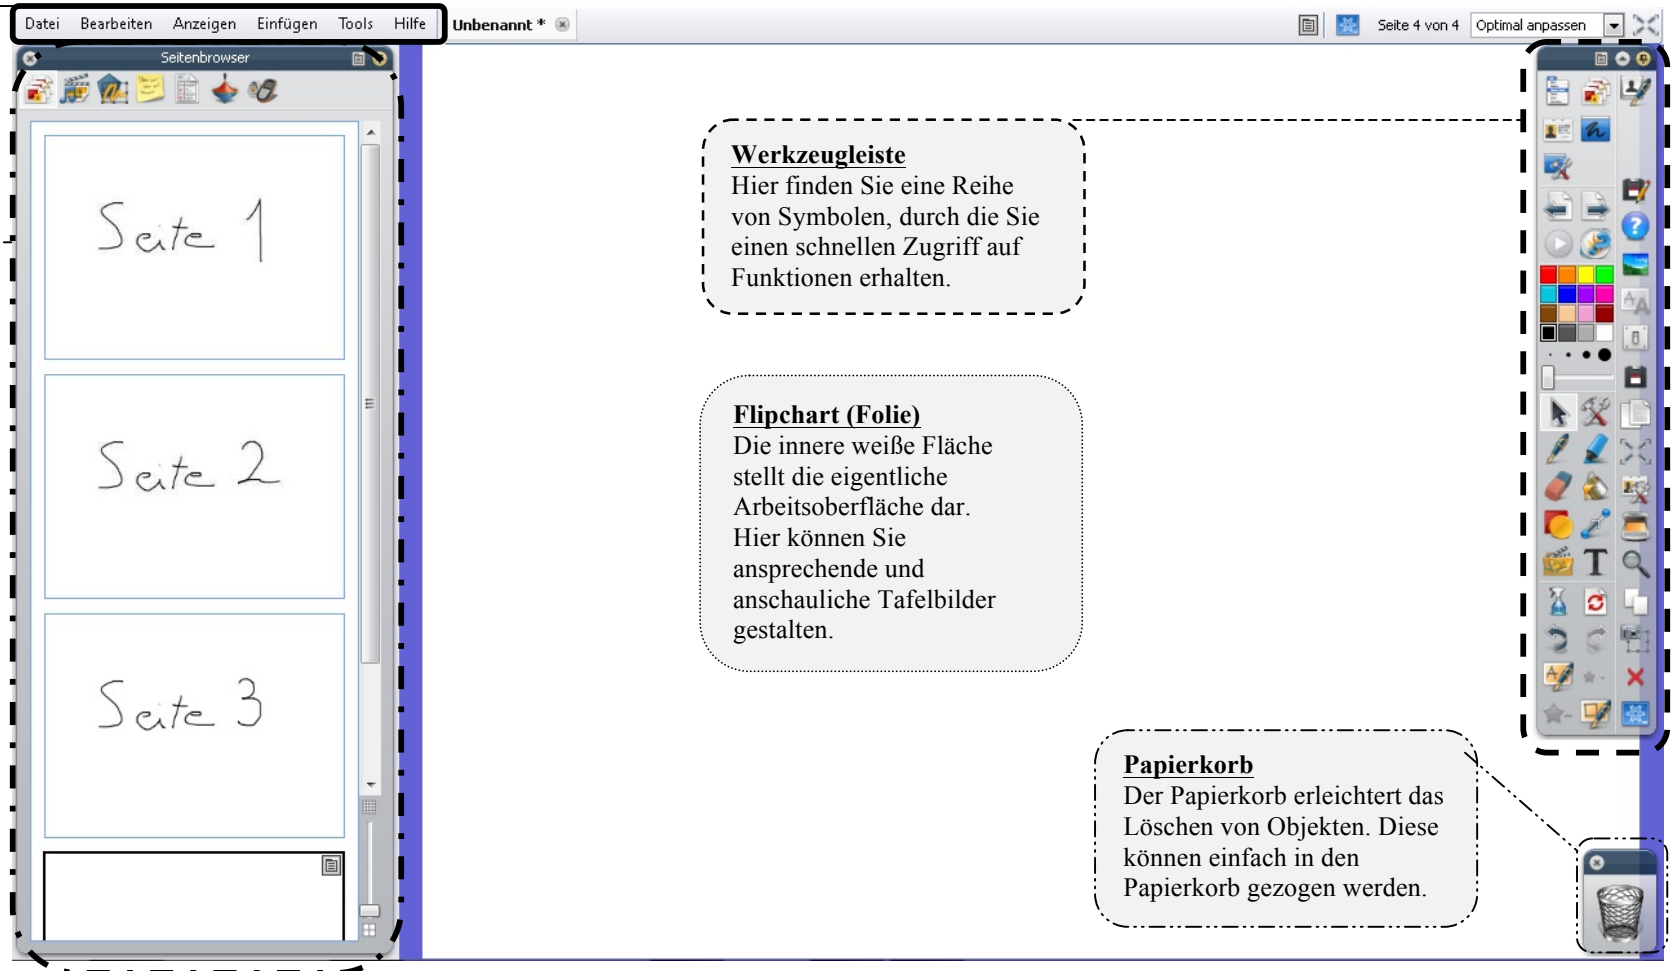 Datei Bearbeiten Anzeigen Einfügen Tools Hilfe
Unbenannt *
Seite 4 von 4
Optimal anpassen
Seitenbrowser
Seite 1
Seite 2
Seite 3
Werkzeugleiste
Hier finden Sie eine Reihe
von Symbolen, durch die Sie
einen schnellen Zugriff auf
Funktionen erhalten.
Flipchart (Folie)
Die innere weiße Fläche
stellt die eigentliche
Arbeitsoberfläche dar.
Hier können Sie
ansprechende und
anschauliche Tafelbilder
gestalten.
Papierkorb
Der Papierkorb erleichtert das
Löschen von Objekten. Diese
können einfach in den
Papierkorb gezogen werden.